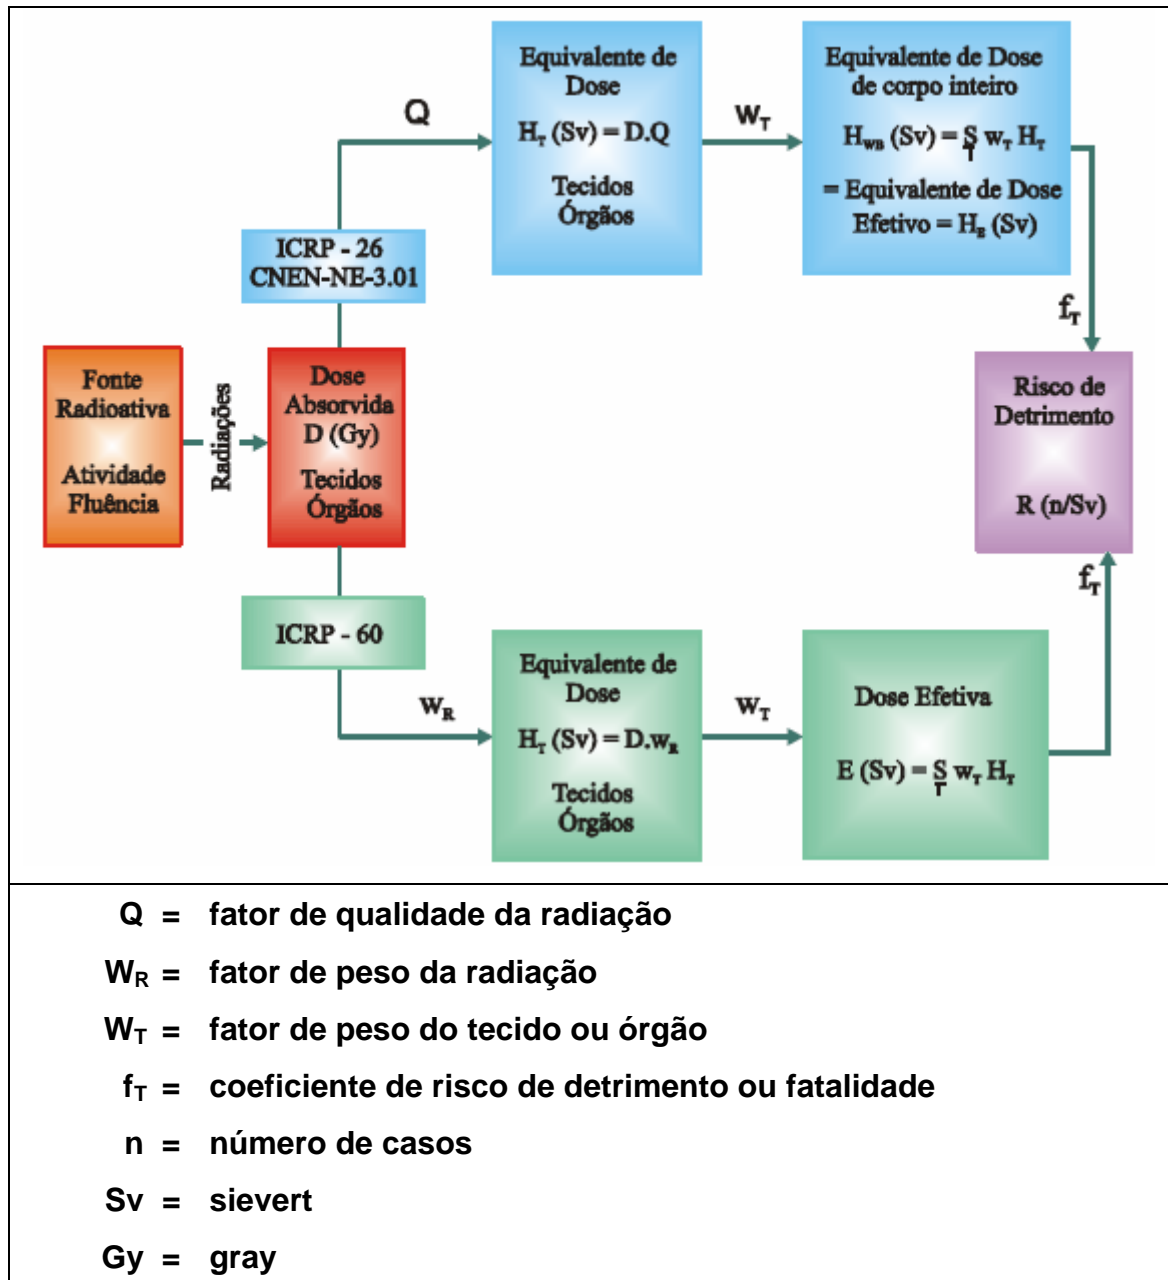 Equivalente de
Dose
H_T (Sv) = D.Q
Tecidos
Órgãos
Equivalente de Dose
de corpo inteiro
H_WB (Sv) = S_T w_T H_T
= Equivalente de Dose
Efetivo = H_E (Sv)
Q
W_T
ICRP - 26
CNEN-NE-3.01
f_T
Fonte
Radioativa
Atividade
Fluência
Radiações
Dose
Absorvida
D (Gy)
Tecidos
Órgãos
Risco de
Detrimento
R (n/Sv)
f_T
ICRP - 60
W_R
Equivalente de
Dose
H_T (Sv) = D.w_R
Tecidos
Órgãos
W_T
Dose Efetiva
E (Sv) = S_T w_T H_T
Q = fator de qualidade da radiação
W_R = fator de peso da radiação
W_T = fator de peso do tecido ou órgão
f_T = coeficiente de risco de detrimento ou fatalidade
n = número de casos
Sv = sievert
Gy = gray